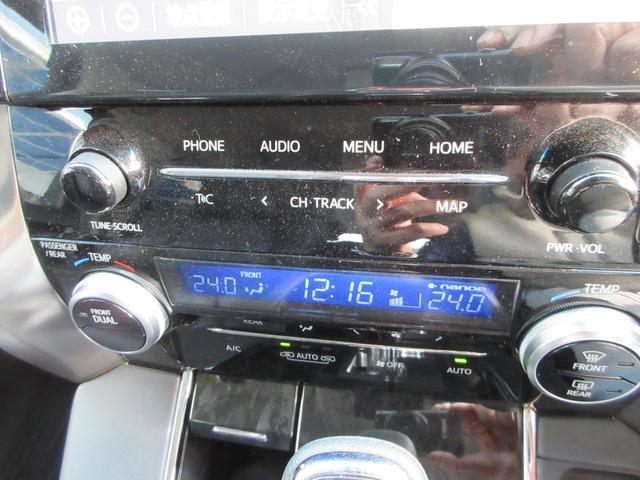 地点登録
PHONE AUDIO MENU HOME
T&C < CH·TRACK > MAP
TUNE·SCROLL
PWR·VOL
PASSENGER
/REAR
TEMP
24.0 FRONT 12:16 nanoe 24.0
TEMP
FRONT
DUAL
REAR
FRONT
REAR
A/C AUTO OFF AUTO